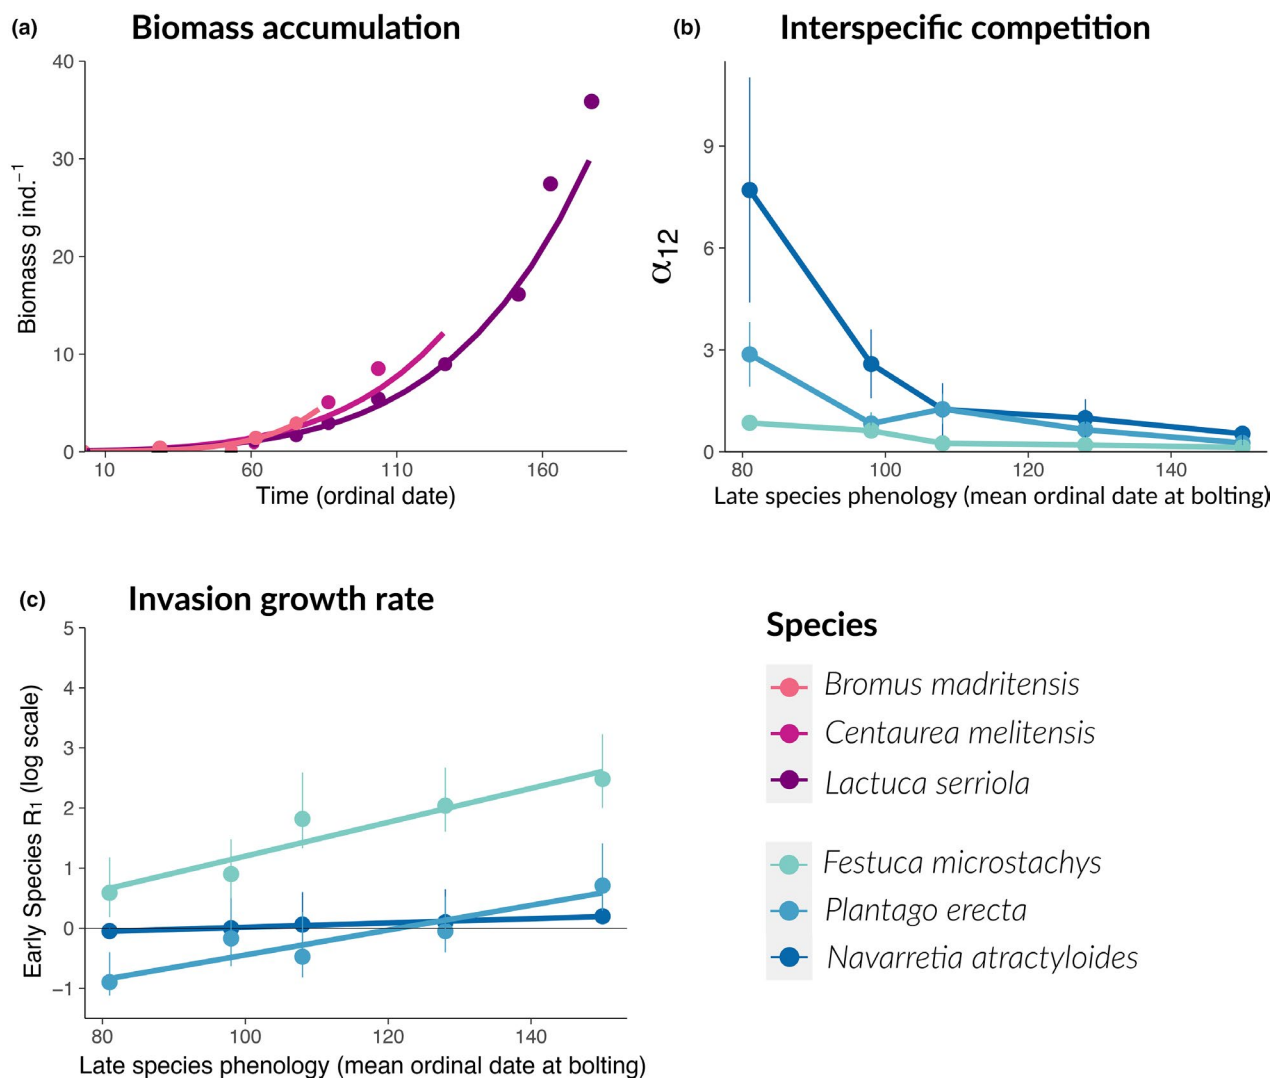 (a) Biomass accumulation
40
30
20
10
0
Biomass g ind.⁻¹
10 60 110 160
Time (ordinal date)
(b) Interspecific competition
9
6
3
0
α₁₂
80 100 120 140
Late species phenology (mean ordinal date at bolting)
(c) Invasion growth rate
5
4
3
2
1
0
−1
Early Species R₁ (log scale)
80 100 120 140
Late species phenology (mean ordinal date at bolting)
Species
Bromus madritensis
Centaurea melitensis
Lactuca serriola
Festuca microstachys
Plantago erecta
Navarretia atractyloides